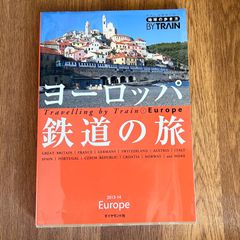 地球の歩き方
BY TRAIN
ヨーロッパ
Travelling by Train Europe
鉄道の旅
GREAT BRITAIN | FRANCE | GERMANY | SWITZERLAND | AUSTRIA | ITALY
SPAIN | PORTUGAL | CZECH REPUBLIC | CROATIA | NORWAY | and MORE
2013-14
Europe
ダイヤモンド社